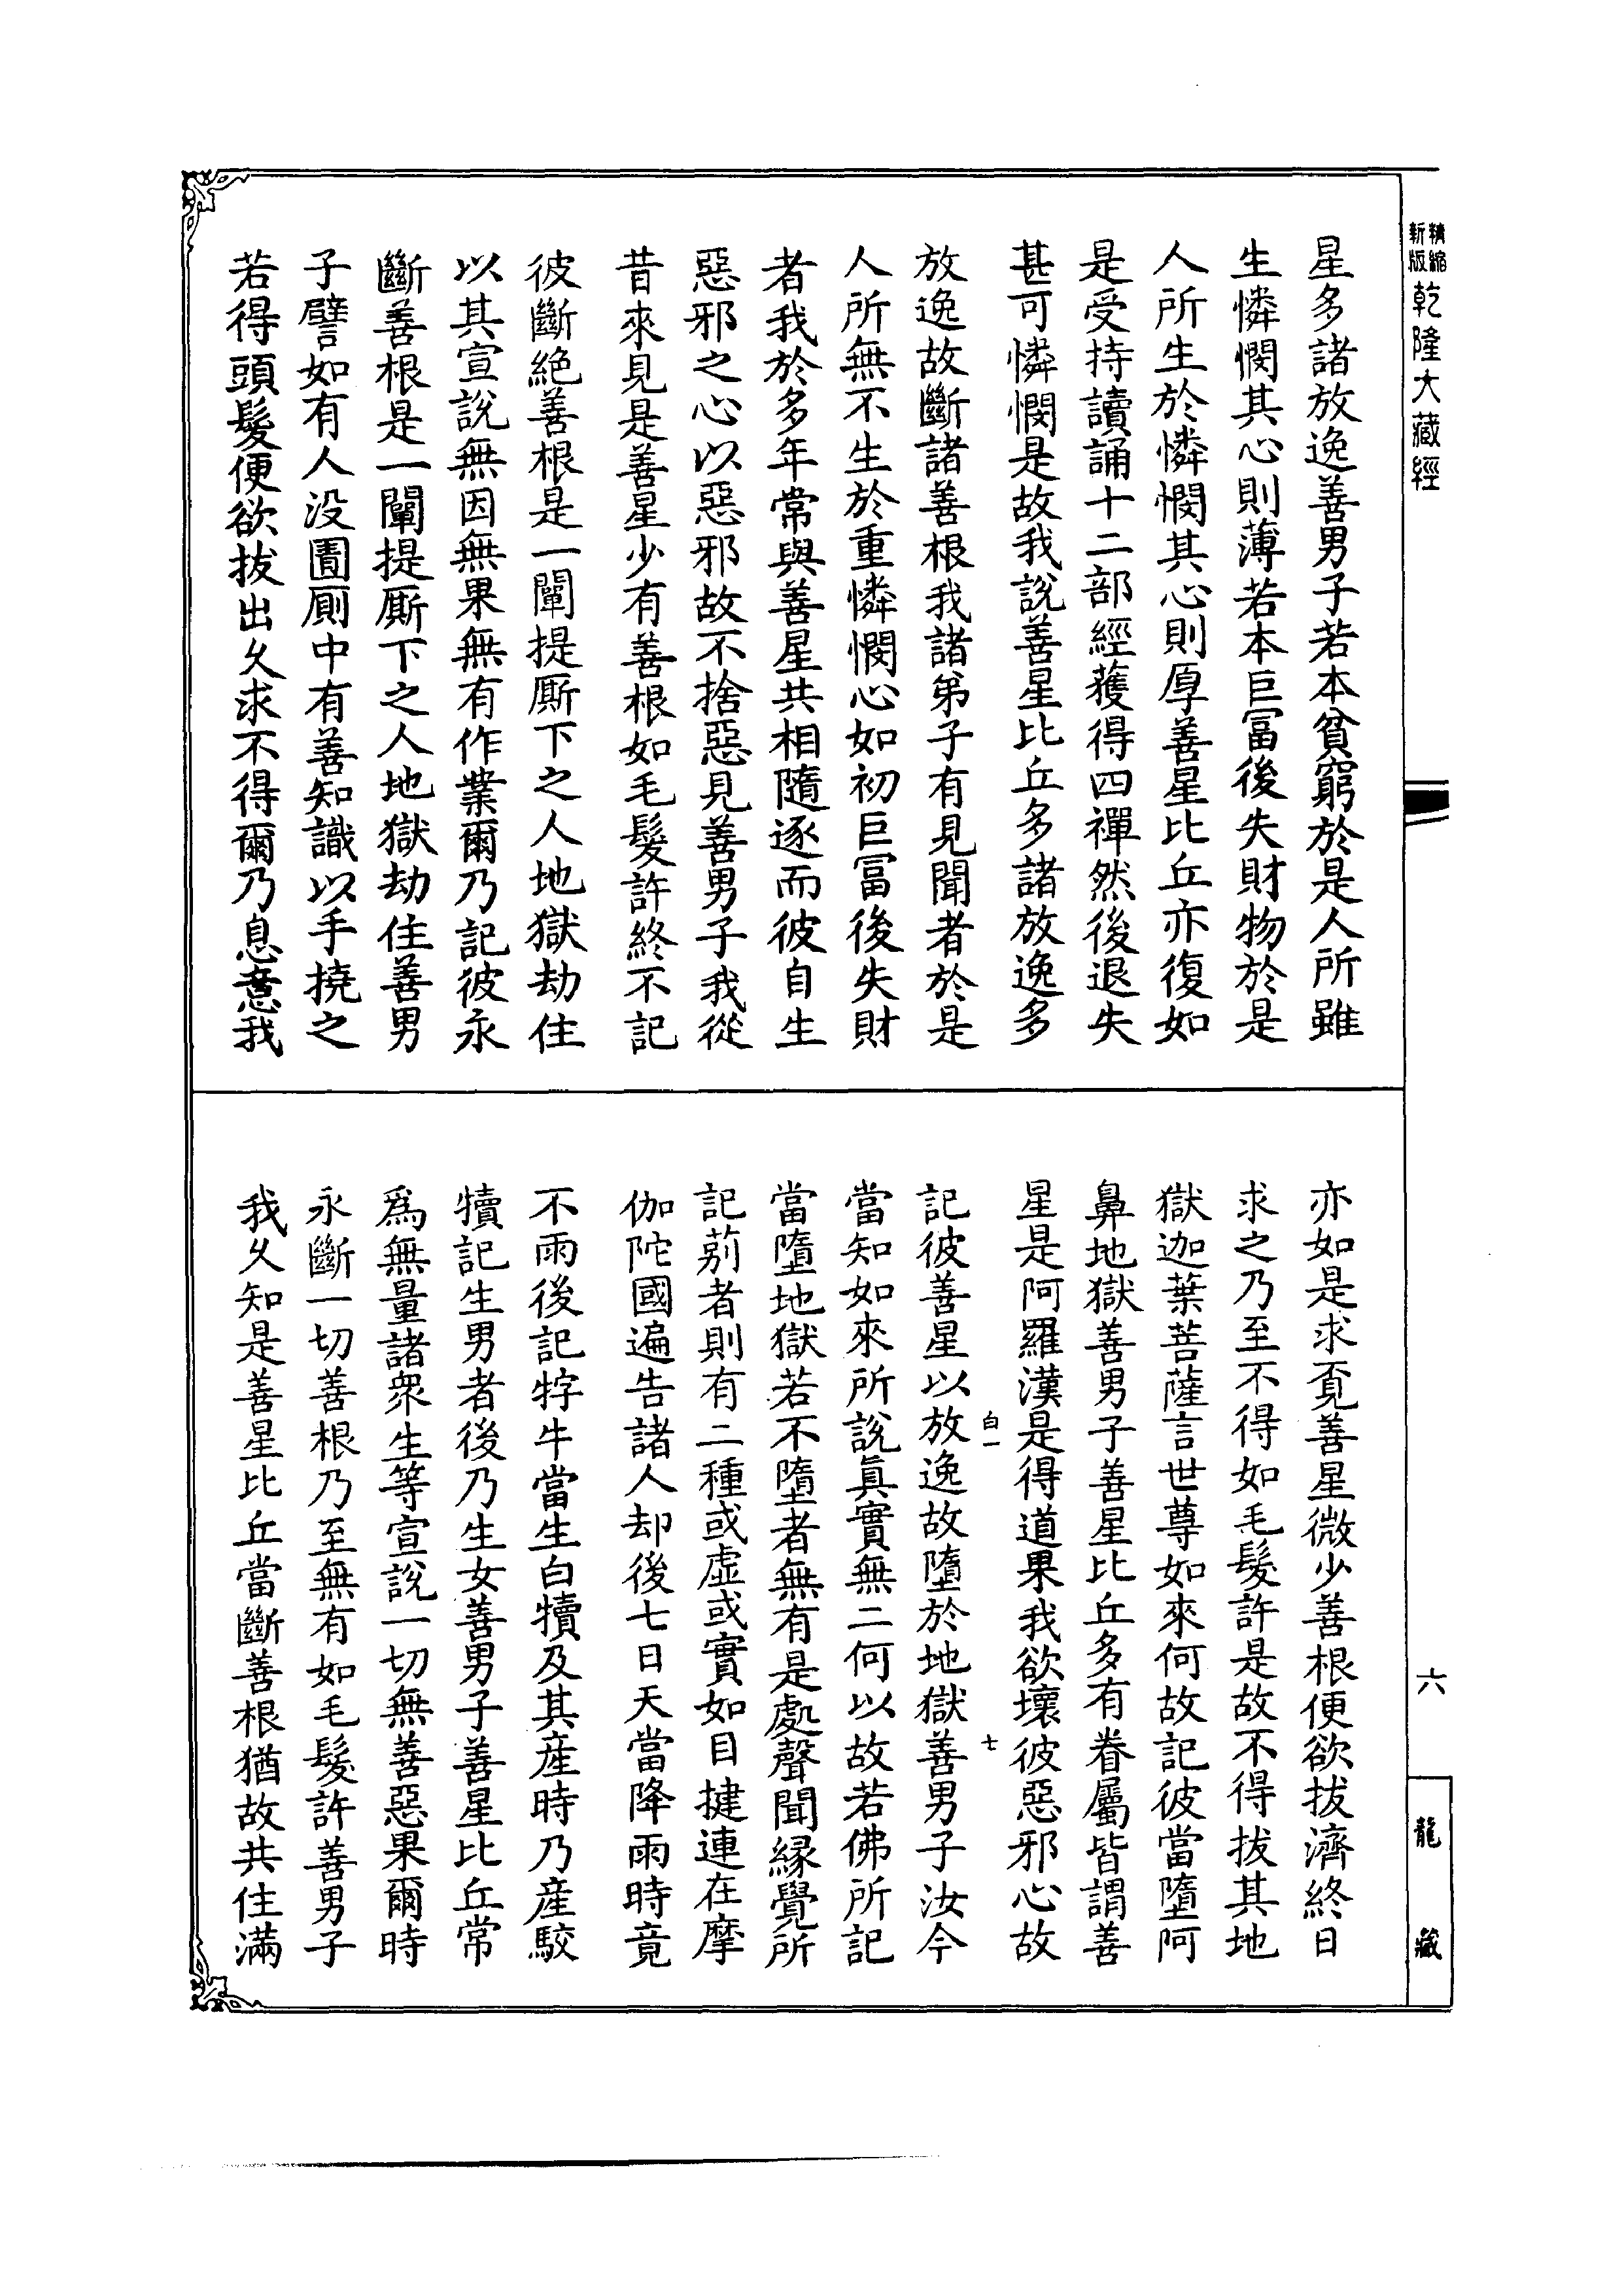 精縮
新版
乾隆大藏經
星多諸放逸善男子若本貧窮於是人所雖
生憐憫其心則薄若本巨富後失財物於是
人所生於憐憫其心則厚善星比丘亦復如
是受持讀誦十二部經獲得四禪然後退失
甚可憐憫是故我說善星比丘多諸放逸多
放逸故斷諸善根我諸弟子有見聞者於是
人所無不生於重憐憫心如初巨富後失財
者我於多年常與善星共相隨逐而彼自生
惡邪之心以惡邪故不捨惡見善男子我從
昔來見是善星少有善根如毛髮許終不記
彼斷絶善根是一闡提厮下之人地獄劫住
以其宣說無因無果無有作業爾乃記彼永
斷善根是一闡提厮下之人地獄劫住善男
子譬如有人没圊厠中有善知識以手撓之
若得頭髮便欲拔出久求不得爾乃息意我
亦如是求覔善星微少善根便欲拔濟終日
求之乃至不得如毛髮許是故不得拔其地
獄迦葉菩薩言世尊如來何故記彼當墮阿
鼻地獄善男子善星比丘多有眷屬皆謂善
星是阿羅漢是得道果我欲壞彼惡邪心故
記彼善星以放逸故墮於地獄善男子汝今
當知如來所說真實無二何以故若佛所記
當墮地獄若不墮者無有是處聲聞縁覺所
記莂者則有二種或虛或實如目揵連在摩
伽陀國遍告諸人却後七日天當降雨時竟
不雨後記牸牛當生白犢及其産時乃産駮
犢記生男者後乃生女善男子善星比丘常
爲無量諸衆生等宣說一切無善惡果爾時
永斷一切善根乃至無有如毛髮許善男子
我久知是善星比丘當斷善根猶故共住滿
白一
七
六
龍藏